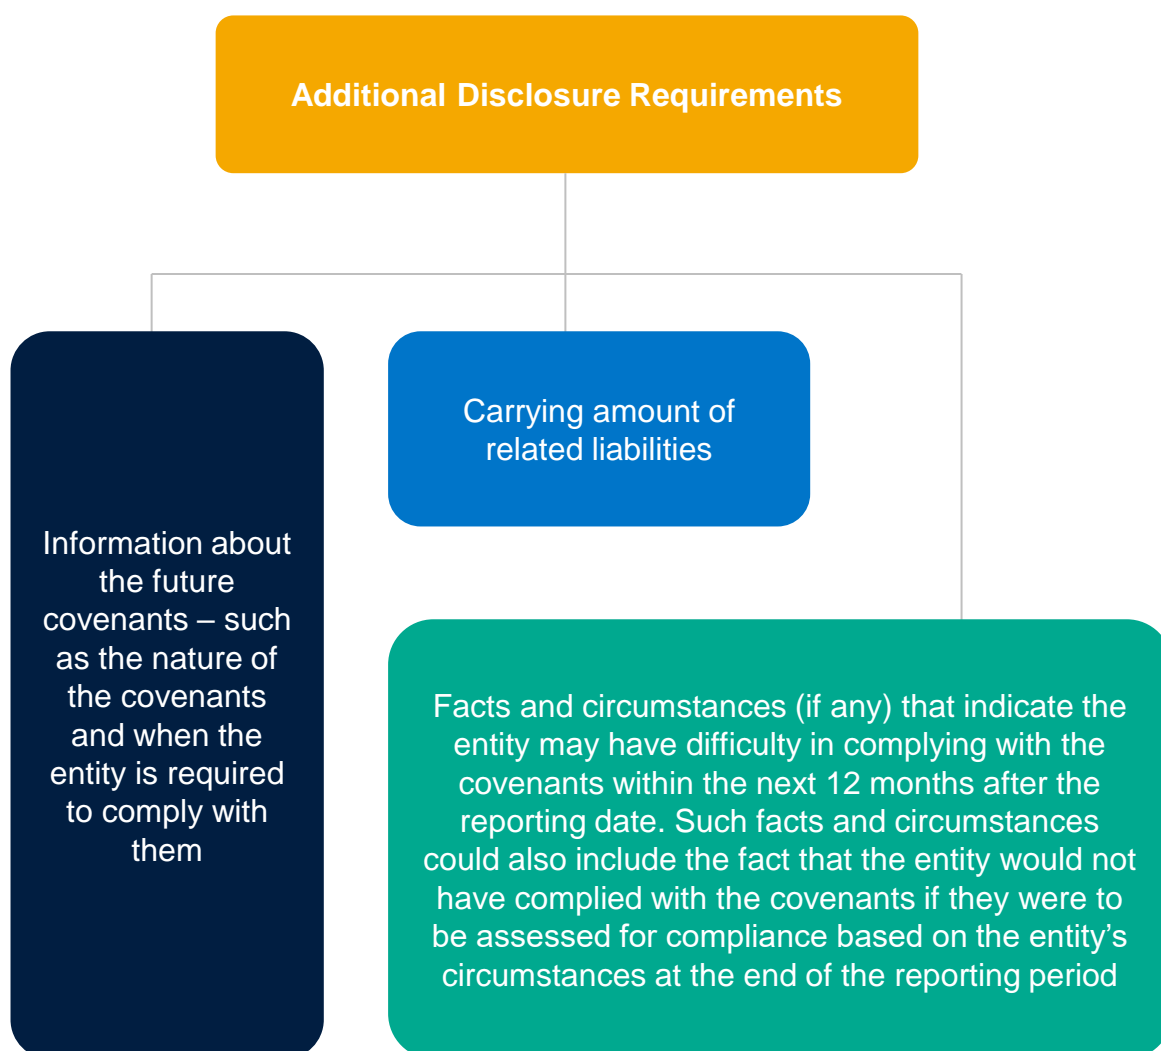 Additional Disclosure Requirements
Information about
the future
covenants – such
as the nature of
the covenants
and when the
entity is required
to comply with
them
Carrying amount of
related liabilities
Facts and circumstances (if any) that indicate the
entity may have difficulty in complying with the
covenants within the next 12 months after the
reporting date. Such facts and circumstances
could also include the fact that the entity would not
have complied with the covenants if they were to
be assessed for compliance based on the entity’s
circumstances at the end of the reporting period